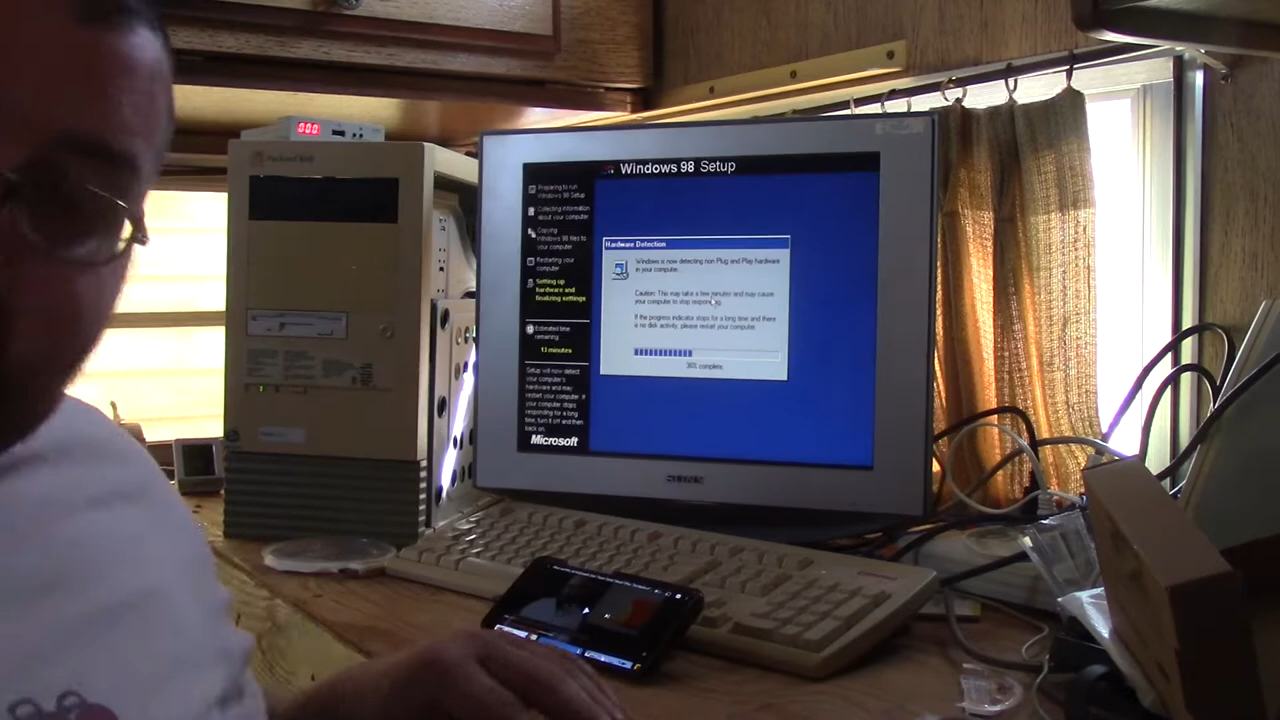 000
Packard Bell
Windows 98 Setup
Preparing to run
Windows 98 Setup
Collecting information
about your computer
Copying
Windows 98 files to
your computer
Restarting your
computer
Setting up
hardware and
finalizing settings
Estimated time
remaining:
13 minutes
Setup will now detect
your computer's
hardware and may
restart your computer. If
your computer stops
responding for a long
time, turn it off and then
back on.
Microsoft
Hardware Detection
Windows is now detecting non Plug and Play hardware
in your computer...
Caution: This may take a few minutes and may cause
your computer to stop responding.
If the progress indicator stops for a long time and there
is no disk activity, please restart your computer.
36% complete.